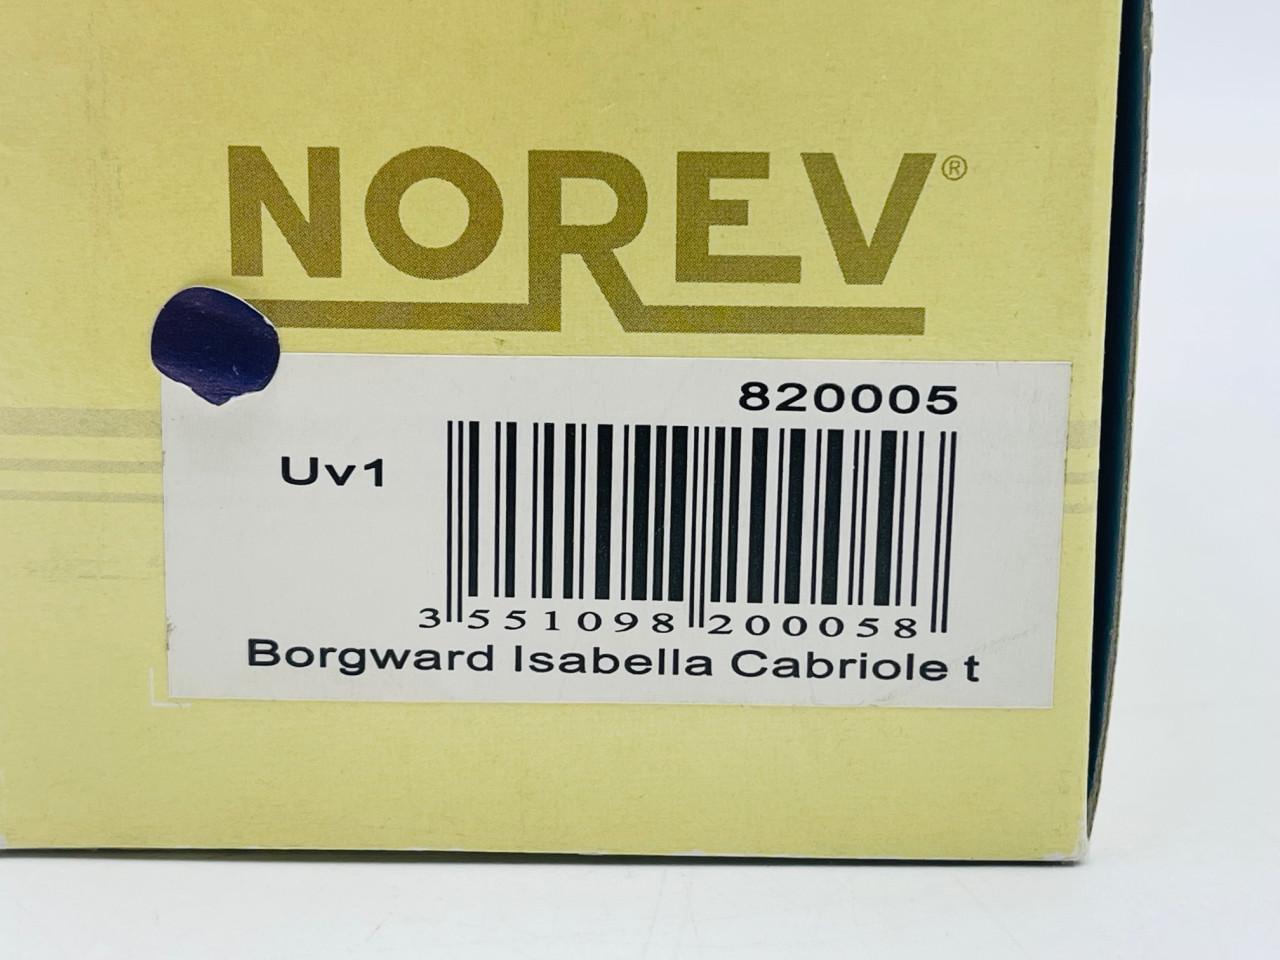 NOREV®
820005
Uv1
3 551098 200058
Borgward Isabella Cabriole t